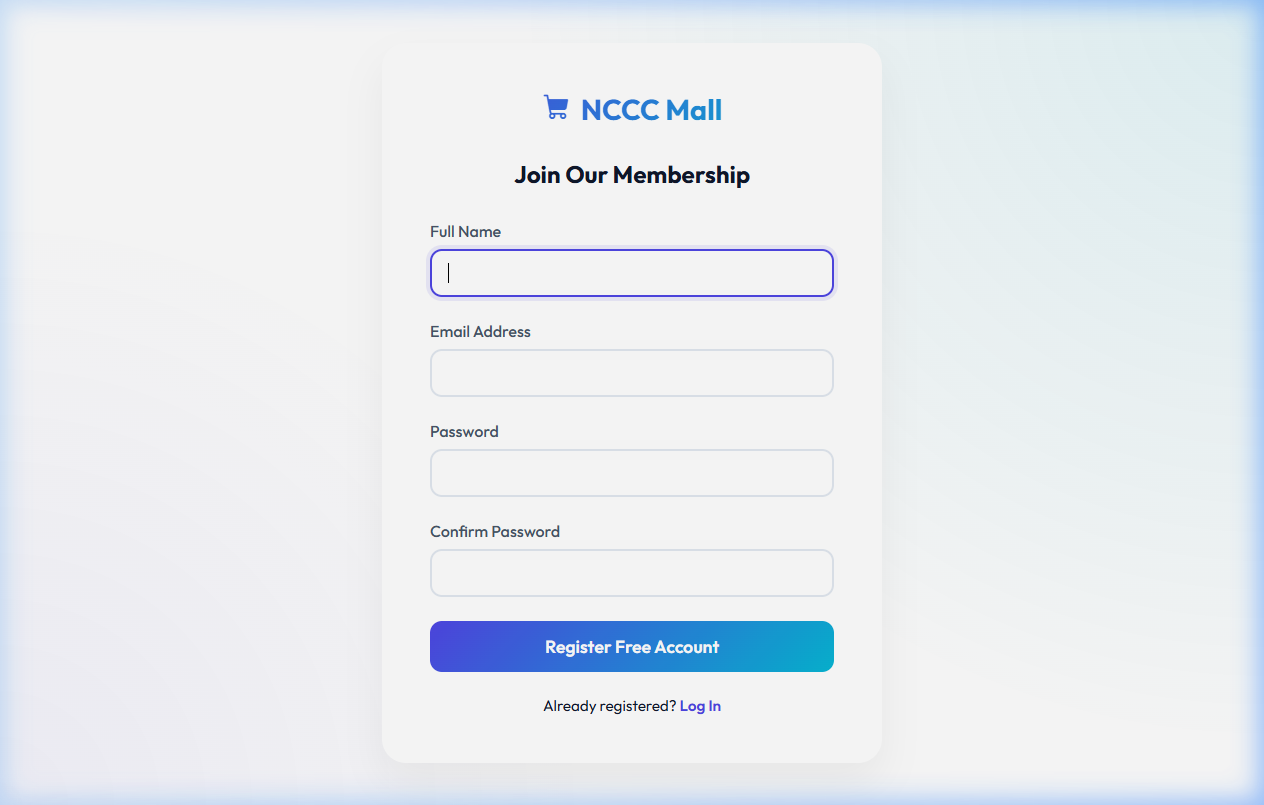 NCCC Mall
Join Our Membership
Full Name
Email Address
Password
Confirm Password
Register Free Account
Already registered? Log In